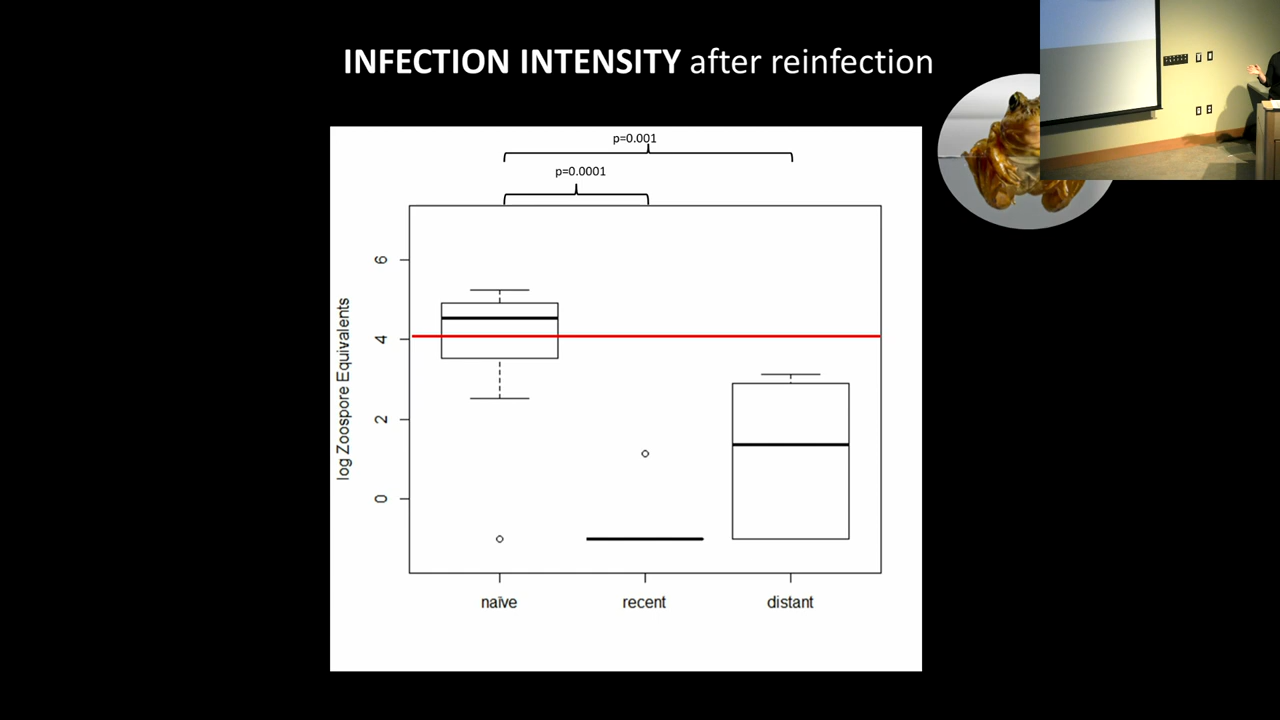 INFECTION INTENSITY after reinfection
p=0.001
p=0.0001
log Zoospore Equivalents
6
4
2
0
naïve
recent
distant